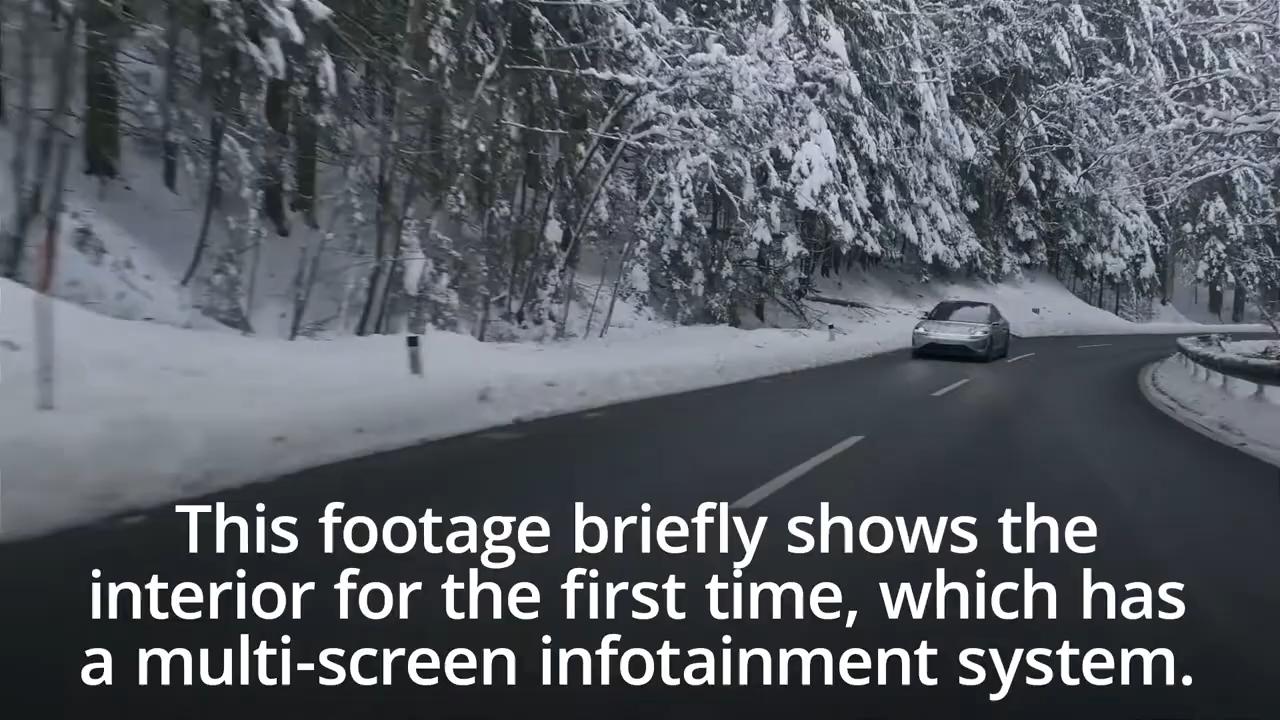 This footage briefly shows the
interior for the first time, which has
a multi-screen infotainment system.